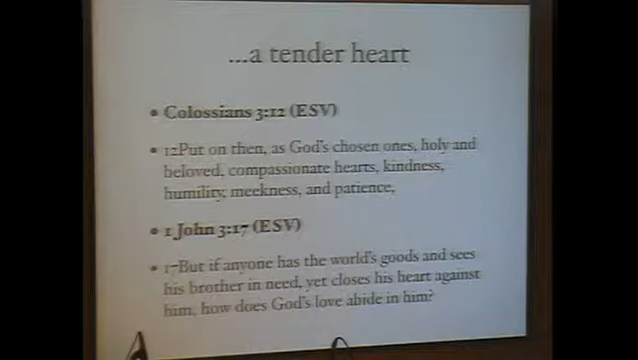 ...a tender heart
• Colossians 3:12 (ESV)
• 12Put on then, as God's chosen ones, holy and
beloved, compassionate hearts, kindness,
humility, meekness, and patience,
• 1 John 3:17 (ESV)
• 17But if anyone has the world's goods and sees
his brother in need, yet closes his heart against
him, how does God's love abide in him?